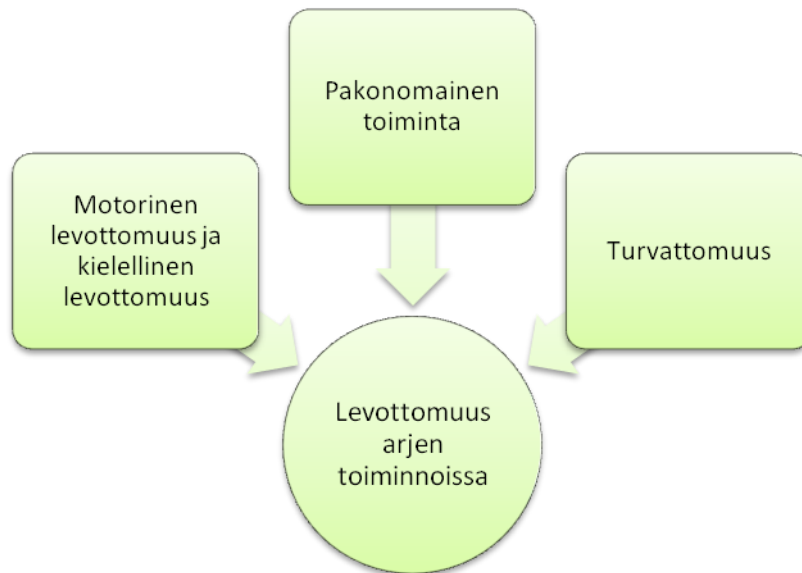 Pakonomainen
toiminta
Motorinen
levottomuus ja
kielellinen
levottomuus
Turvattomuus
Levottomuus
arjen
toiminnoissa